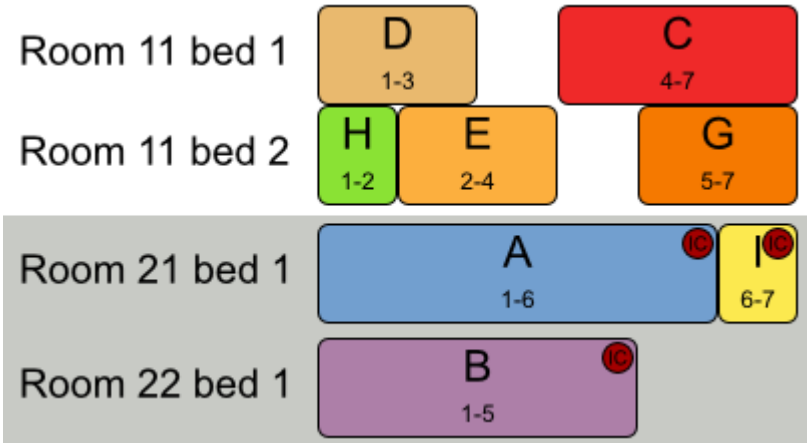 Room 11 bed 1
D
1-3
C
4-7
Room 11 bed 2
H
1-2
E
2-4
G
5-7
Room 21 bed 1
A
1-6
IC
I
6-7
IC
Room 22 bed 1
B
1-5
IC